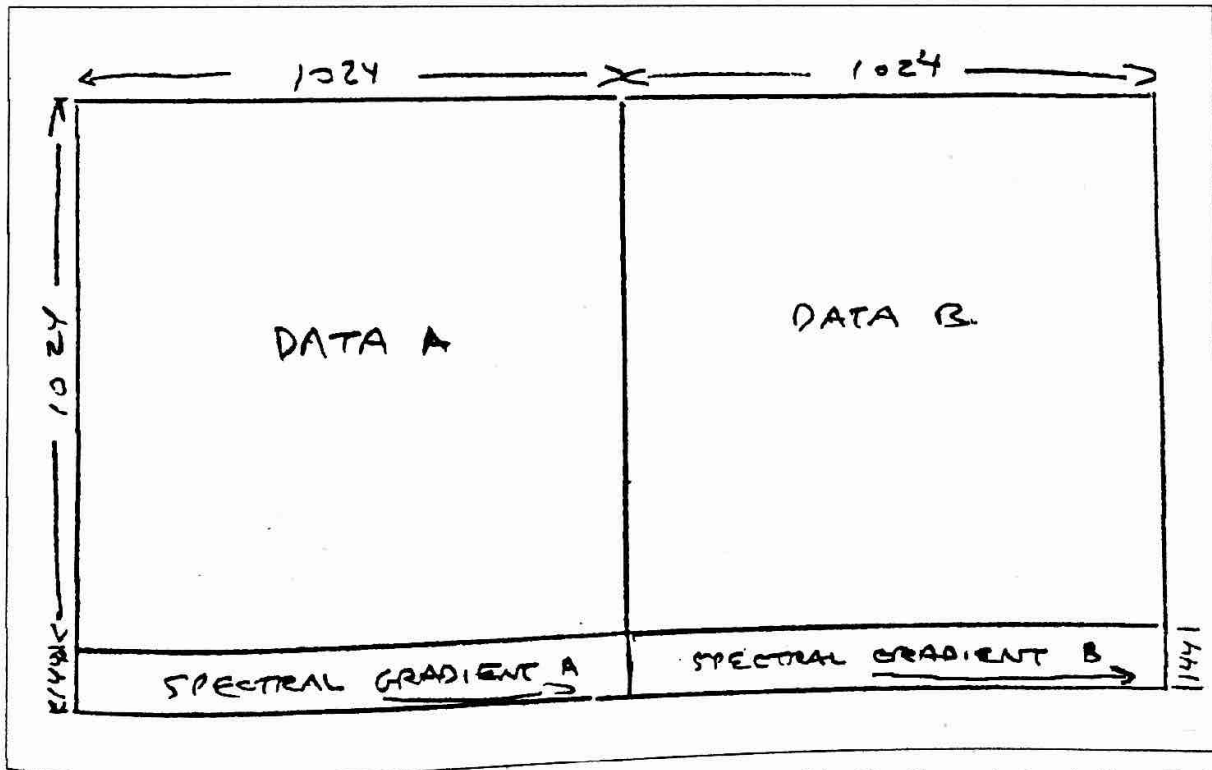 1024 1024
1024
DATA A
DATA B.
SPECTRAL GRADIENT A
SPECTRAL GRADIENT B
144
144